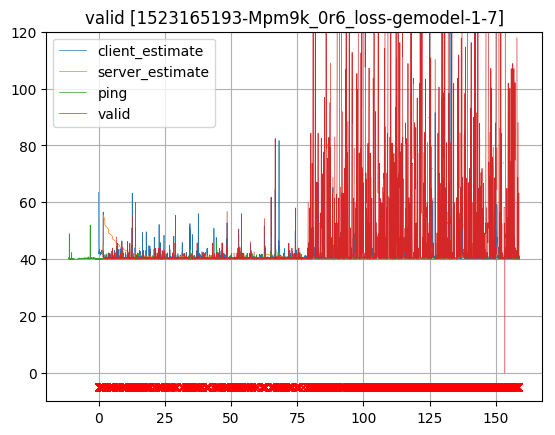 valid [1523165193-Mpm9k_0r6_loss-gemodel-1-7]
120
100
80
60
40
20
0
client_estimate
server_estimate
ping
valid
0 25 50 75 100 125 150